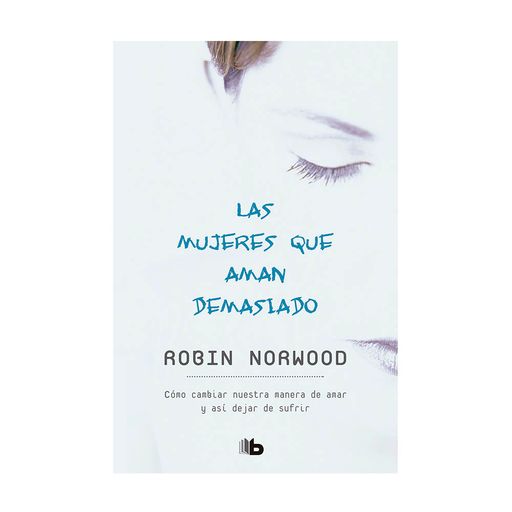 LAS
MUJERES QUE
AMAN
DEMASIADO
ROBIN NORWOOD
Cómo cambiar nuestra manera de amar
y así dejar de sufrir
b